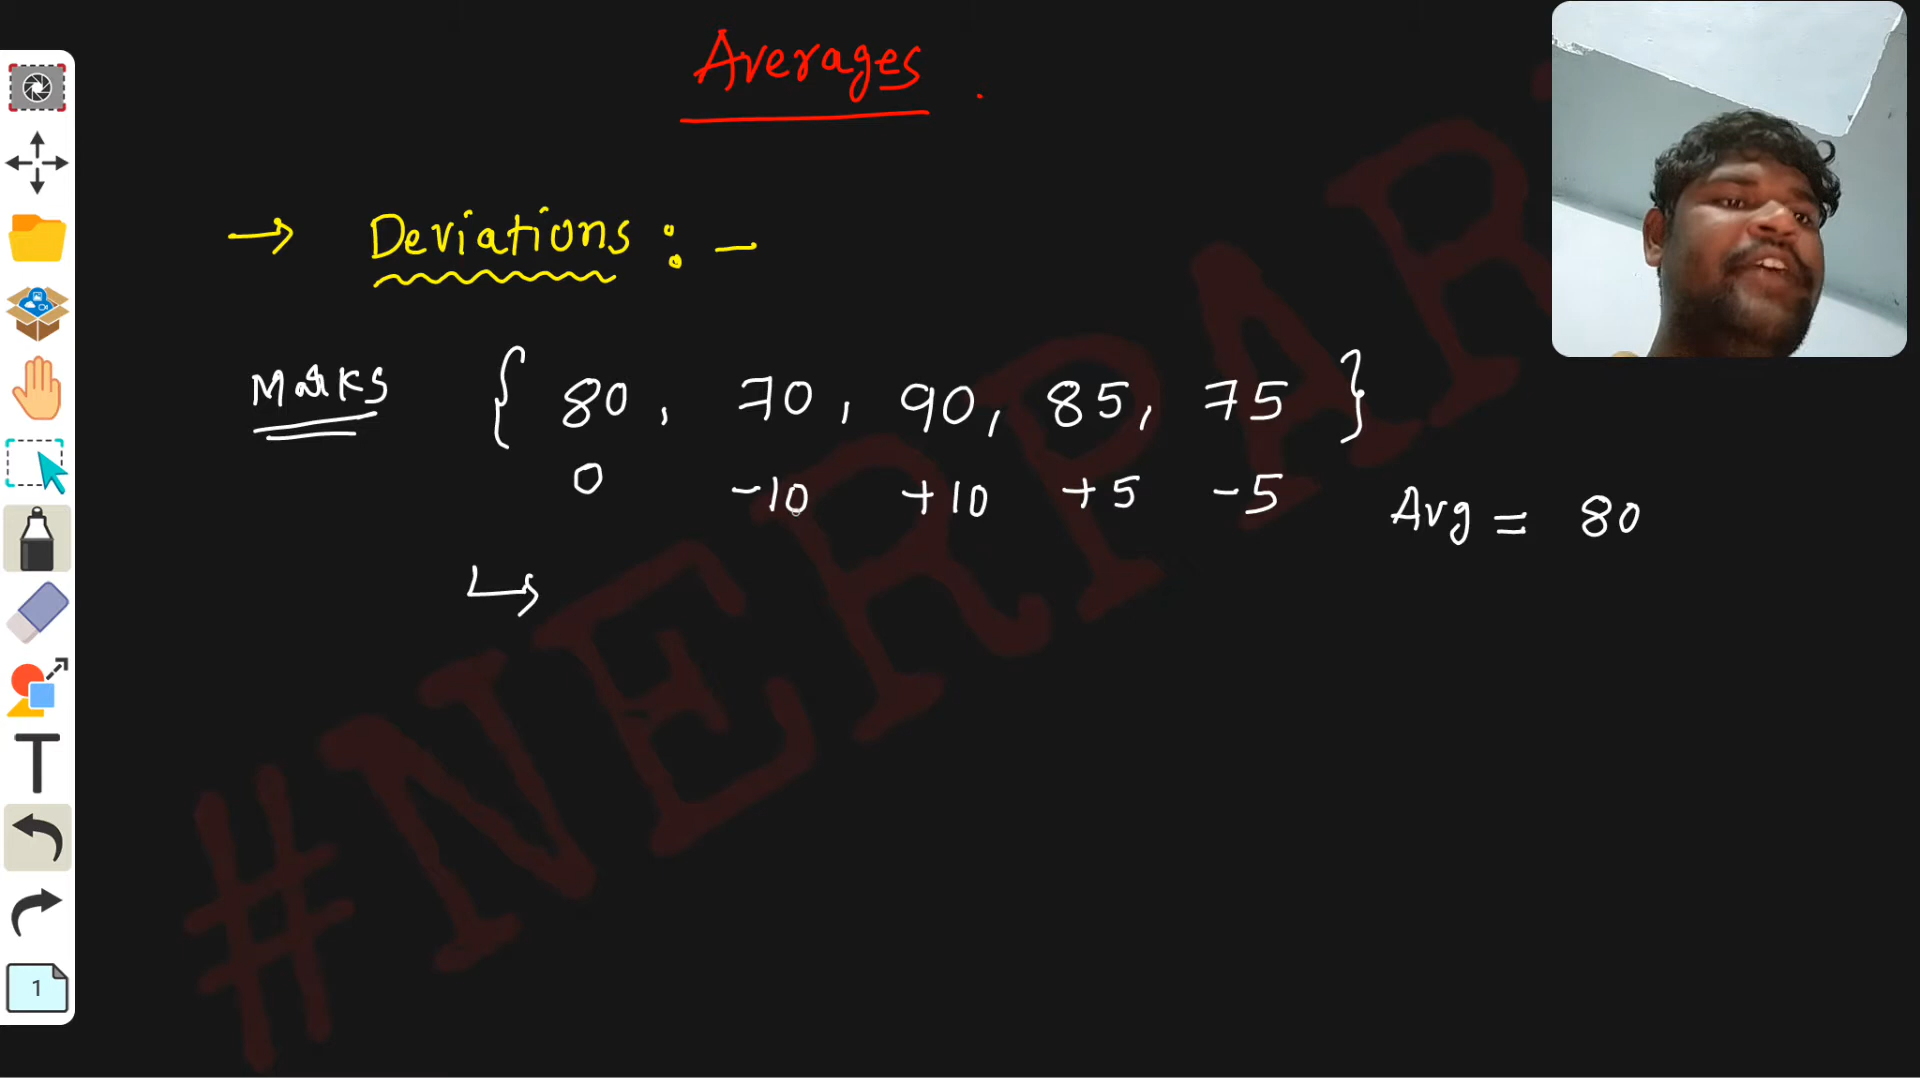 Averages .
→ Deviations : -
Marks { 80, 70, 90, 85, 75 }
0 -10 +10 +5 -5 Avg = 80
#NERPAR
1